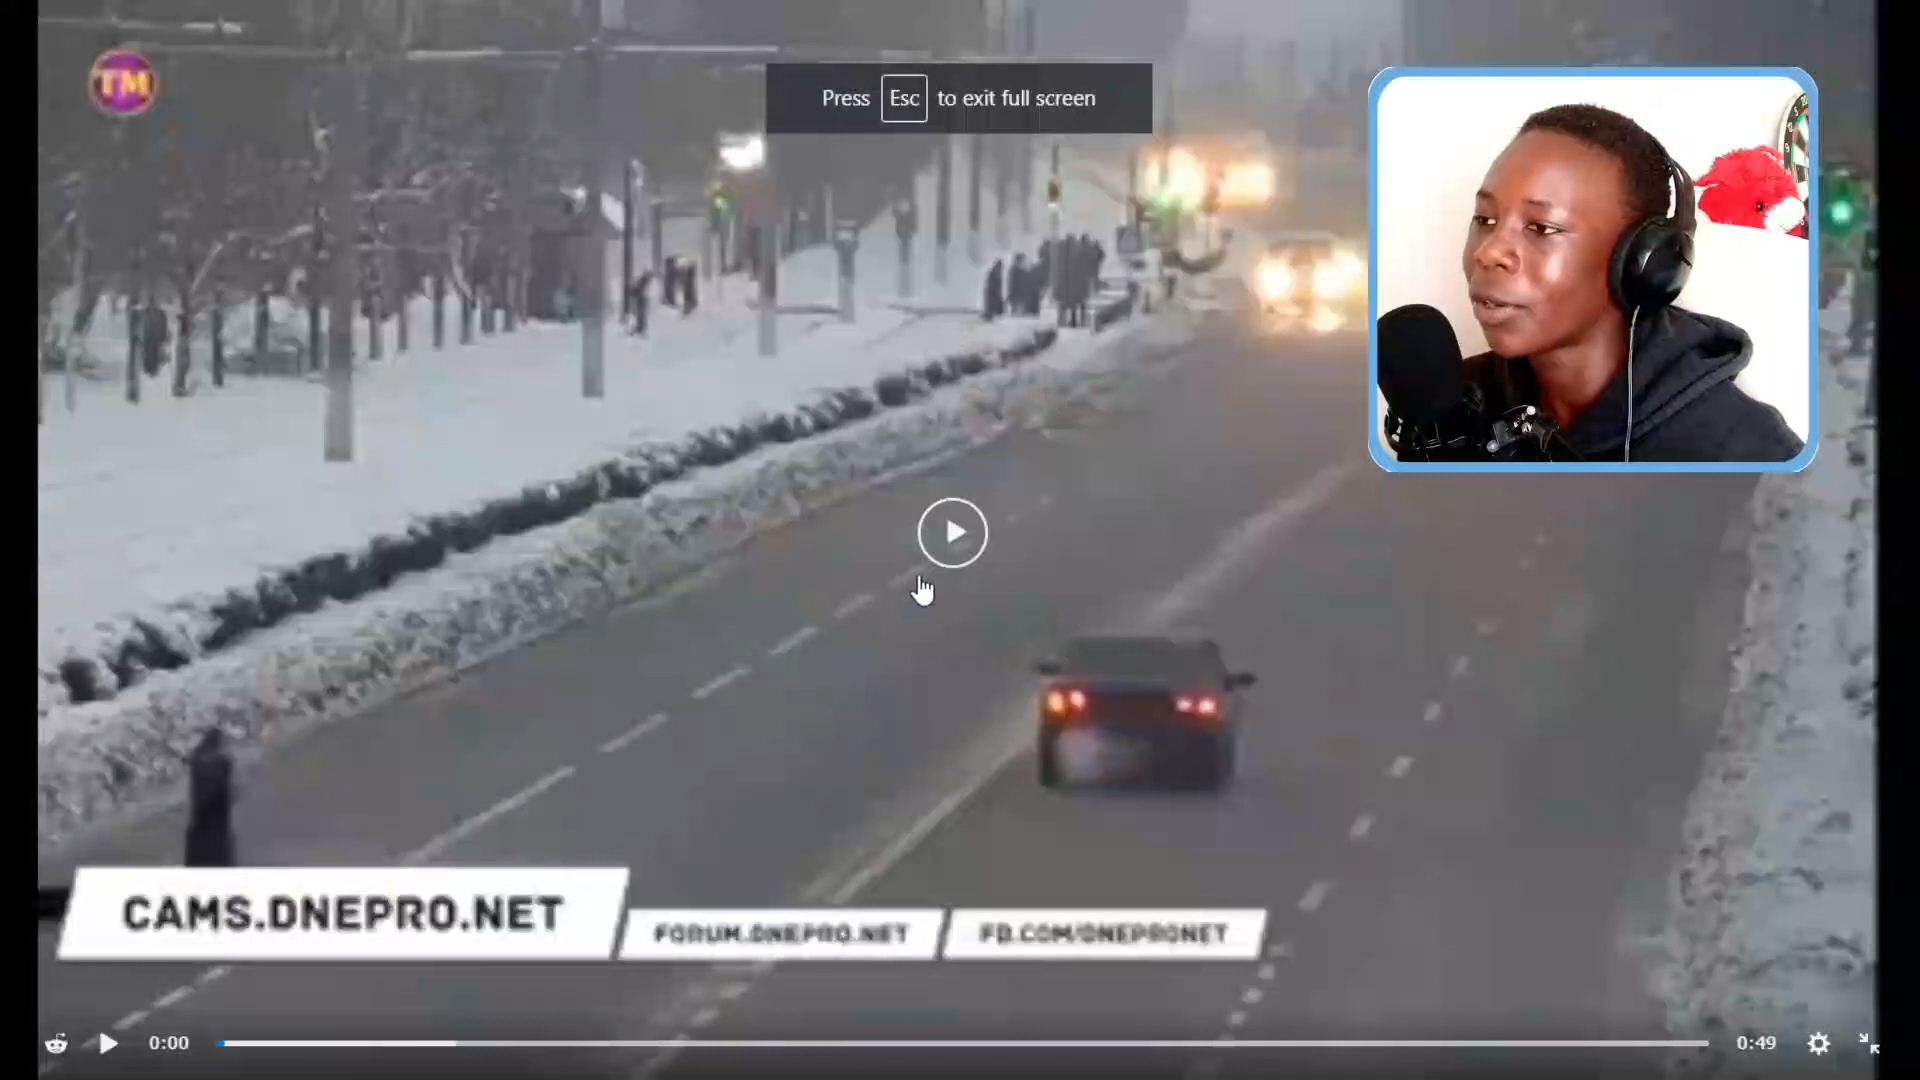 TM
Press Esc to exit full screen
CAMS.DNEPRO.NET
FORUM.DNEPRO.NET
FB.COM/DNEPRONET
0:00
0:49